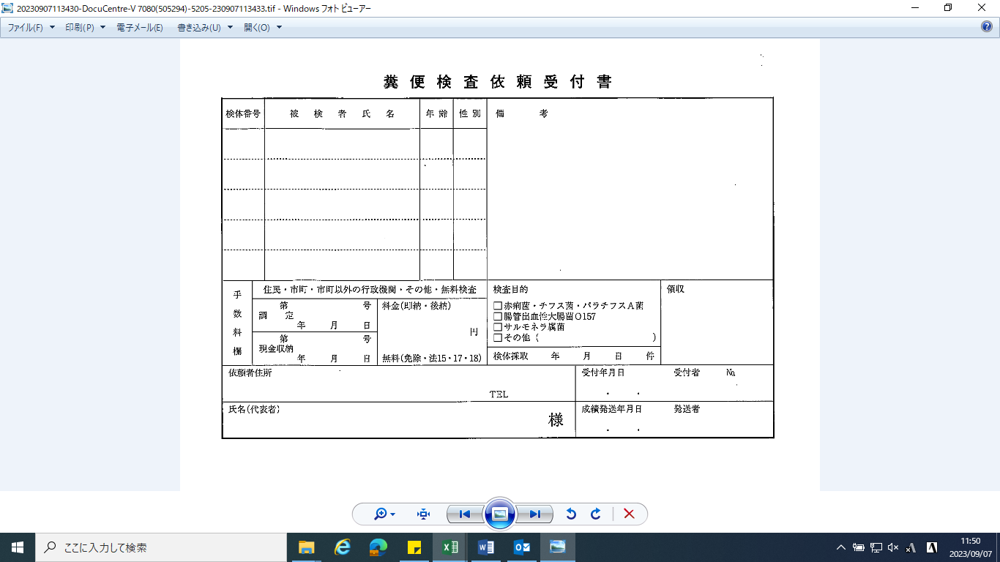 20230907113430-DocuCentre-V 7080(505294)-5205-230907113433.tif - Windows フォト ビューアー
ファイル(F) 印刷(P) 電子メール(E) 書き込み(U) 開く(O)
糞便検査依頼受付書
検体番号 被検者氏名 年齢 性別 備考
手数料欄
住民・市町・市町以外の行政機関・その他・無料検査
第 号
調定
年 月 日
第 号
現金収納
年 月 日
料金(即納・後納)
円
無料(免除・法15・17・18)
検査目的
□赤痢菌・チフス菌・パラチフスA菌
□腸管出血性大腸菌O157
□サルモネラ属菌
□その他 ( )
検体採取 年 月 日 件
領収
依頼者住所
TEL
受付年月日 受付者 №
・ ・
氏名(代表者)
様
成績発送年月日 発送者
・ ・
ここに入力して検索
11:50
2023/09/07